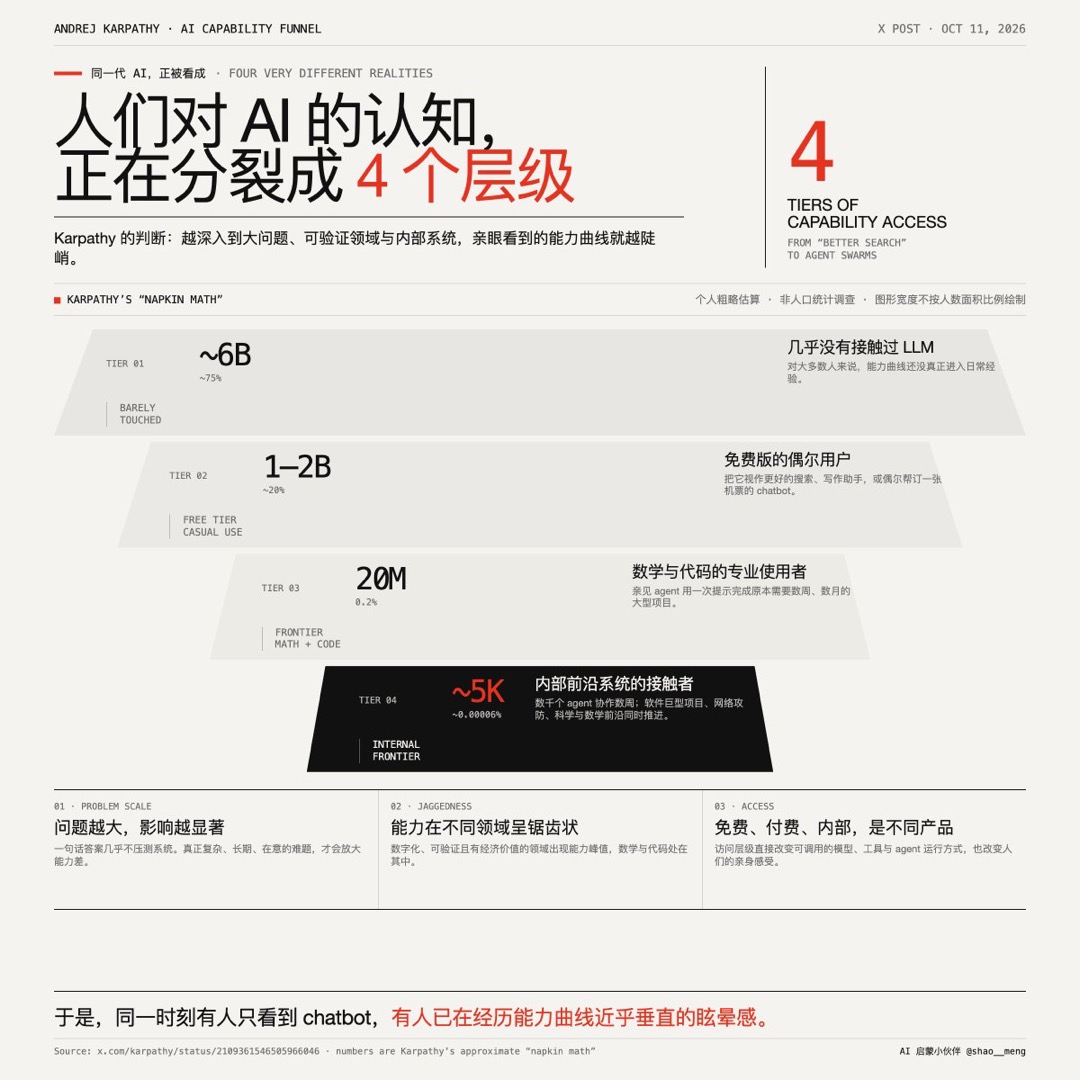 ANDREJ KARPATHY · AI CAPABILITY FUNNEL
X POST · OCT 11, 2026
同一代 AI，正被看成 · FOUR VERY DIFFERENT REALITIES
人们对 AI 的认知，
正在分裂成 4 个层级
Karpathy 的判断：越深入到大问题、可验证领域与内部系统，亲眼看到的能力曲线就越陡
峭。
4
TIERS OF
CAPABILITY ACCESS
FROM “BETTER SEARCH”
TO AGENT SWARMS
KARPATHY’S “NAPKIN MATH”
个人粗略估算 · 非人口统计调查 · 图形宽度不按人数面积比例绘制
TIER 01
~6B
~75%
BARELY
TOUCHED
几乎没有接触过 LLM
对大多数人来说，能力曲线还没真正进入日常经
验。
TIER 02
1–2B
~20%
FREE TIER
CASUAL USE
免费版的偶尔用户
把它视作更好的搜索、写作助手，或偶尔帮订一张
机票的 chatbot。
TIER 03
20M
0.2%
FRONTIER
MATH + CODE
数学与代码的专业使用者
亲见 agent 用一次提示完成原本需要数周、数月的
大型项目。
TIER 04
~5K
~0.00006%
INTERNAL
FRONTIER
内部前沿系统的接触者
数千个 agent 协作数周；软件巨型项目、网络攻
防、科学与数学前沿同时推进。
01 · PROBLEM SCALE
问题越大，影响越显著
一句话答案几乎不压测系统。真正复杂、长期、在意的难题，才会放大
能力差。
02 · JAGGEDNESS
能力在不同领域呈锯齿状
数字化、可验证且有经济价值的领域出现能力峰值，数学与代码处在
其中。
03 · ACCESS
免费、付费、内部，是不同产品
访问层级直接改变可调用的模型、工具与 agent 运行方式，也改变人
们的亲身感受。
于是，同一时刻有人只看到 chatbot，有人已在经历能力曲线近乎垂直的眩晕感。
Source: x.com/karpathy/status/2109361546505966046 · numbers are Karpathy’s approximate “napkin math”
AI 启蒙小伙伴 @shao__meng